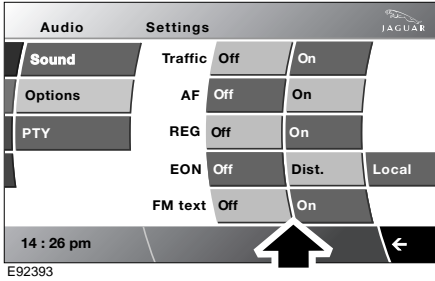 Audio Settings JAGUAR
Sound Traffic Off On
Options AF Off On
PTY REG Off On
EON Off Dist. Local
FM text Off On
14 : 26 pm
E92393